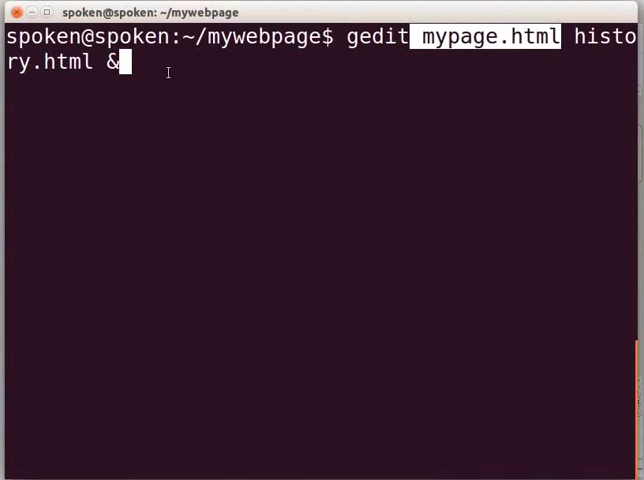 spoken@spoken: ~/mywebpage
spoken@spoken:~/mywebpage$ gedit mypage.html histo
ry.html &